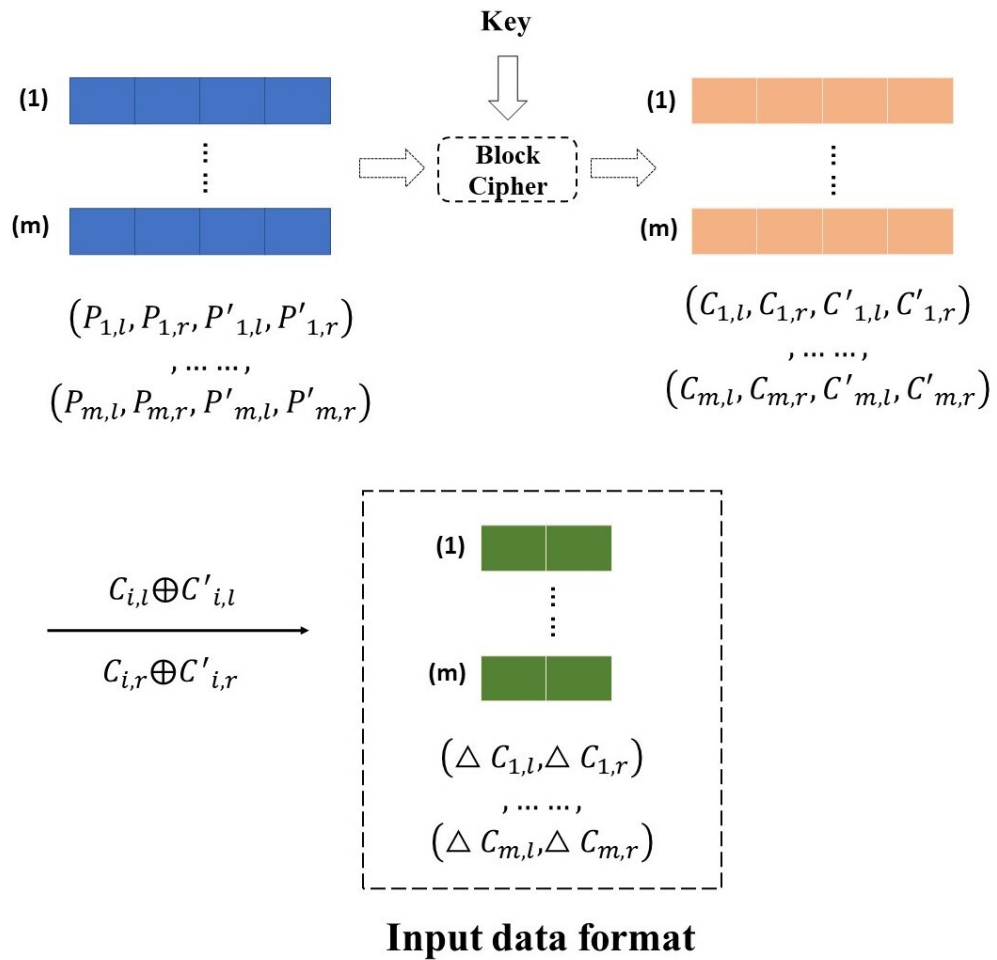 Key
(1)
(1)
Block
Cipher
(m)
(m)
(P₁,ₗ, P₁,ᵣ, P′₁,ₗ, P′₁,ᵣ)
, … … ,
(Pₘ,ₗ, Pₘ,ᵣ, P′ₘ,ₗ, P′ₘ,ᵣ)
(C₁,ₗ, C₁,ᵣ, C′₁,ₗ, C′₁,ᵣ)
, … … ,
(Cₘ,ₗ, Cₘ,ᵣ, C′ₘ,ₗ, C′ₘ,ᵣ)
Cᵢ,ₗ⊕C′ᵢ,ₗ
Cᵢ,ᵣ⊕C′ᵢ,ᵣ
(1)
(m)
(△ C₁,ₗ,△ C₁,ᵣ)
, … … ,
(△ Cₘ,ₗ,△ Cₘ,ᵣ)
Input data format